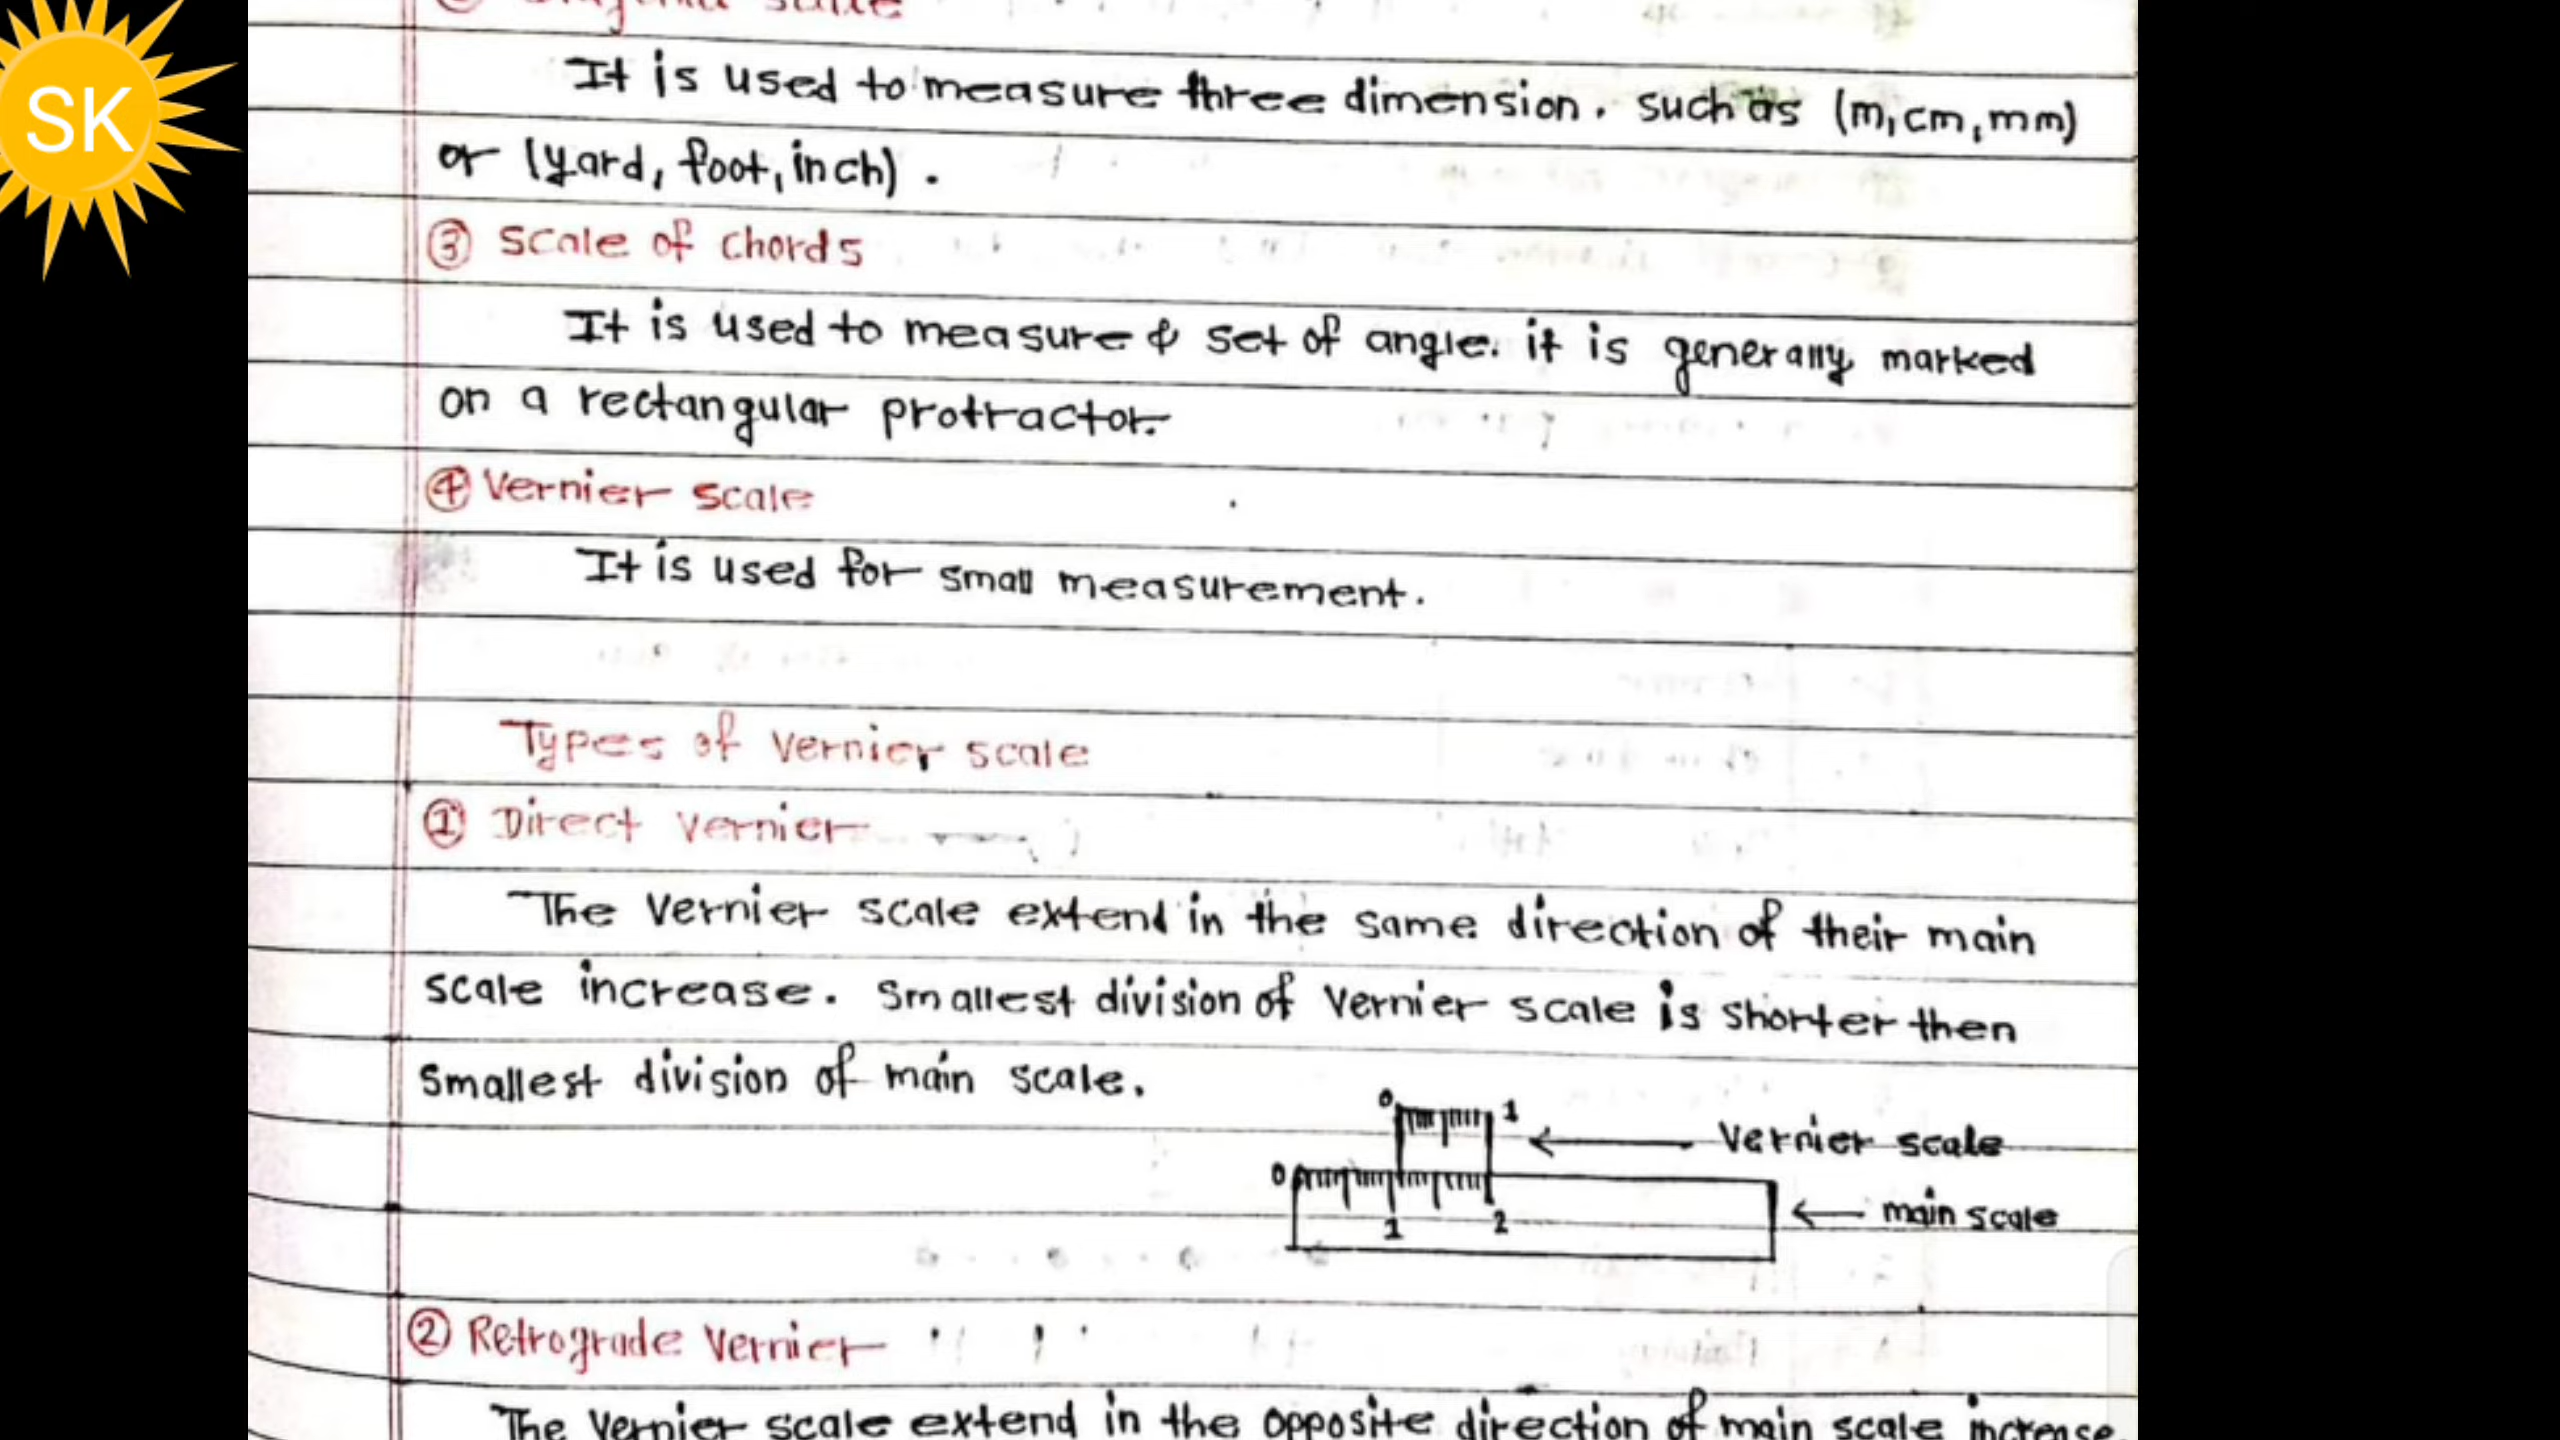 SK
scale
It is used to measure three dimension. such as (m, cm, mm)
or (yard, foot, inch).
③ scale of chords
It is used to measure & set of angle. it is generally marked
on a rectangular protractor.
④ Vernier scale
It is used for small measurement.
Types of vernier scale
① Direct vernier
The vernier scale extend in the same direction of their main
scale increase. Smallest division of vernier scale is shorter then
smallest division of main scale.
0 1 ← Vernier scale
0 1 2 ← main scale
② Retrograde vernier
The vernier scale extend in the opposite direction of main scale increase.